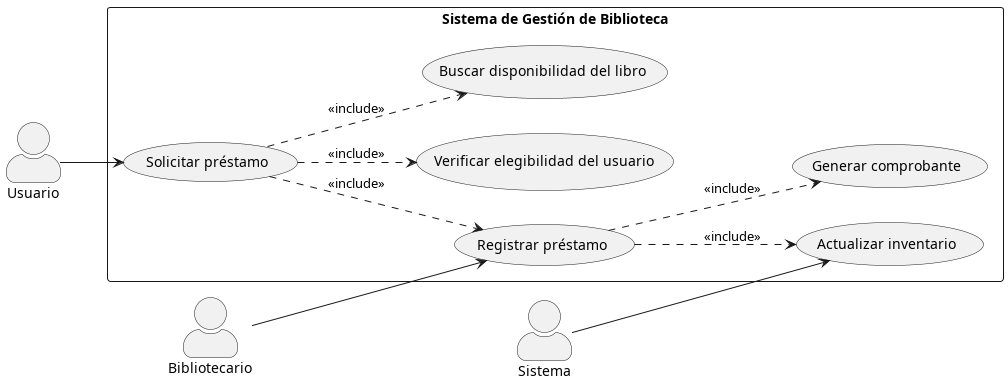 Sistema de Gestión de Biblioteca
Buscar disponibilidad del libro
«include»
Usuario
Solicitar préstamo
«include»
Verificar elegibilidad del usuario
«include»
Generar comprobante
«include»
Registrar préstamo
«include»
Actualizar inventario
Bibliotecario
Sistema